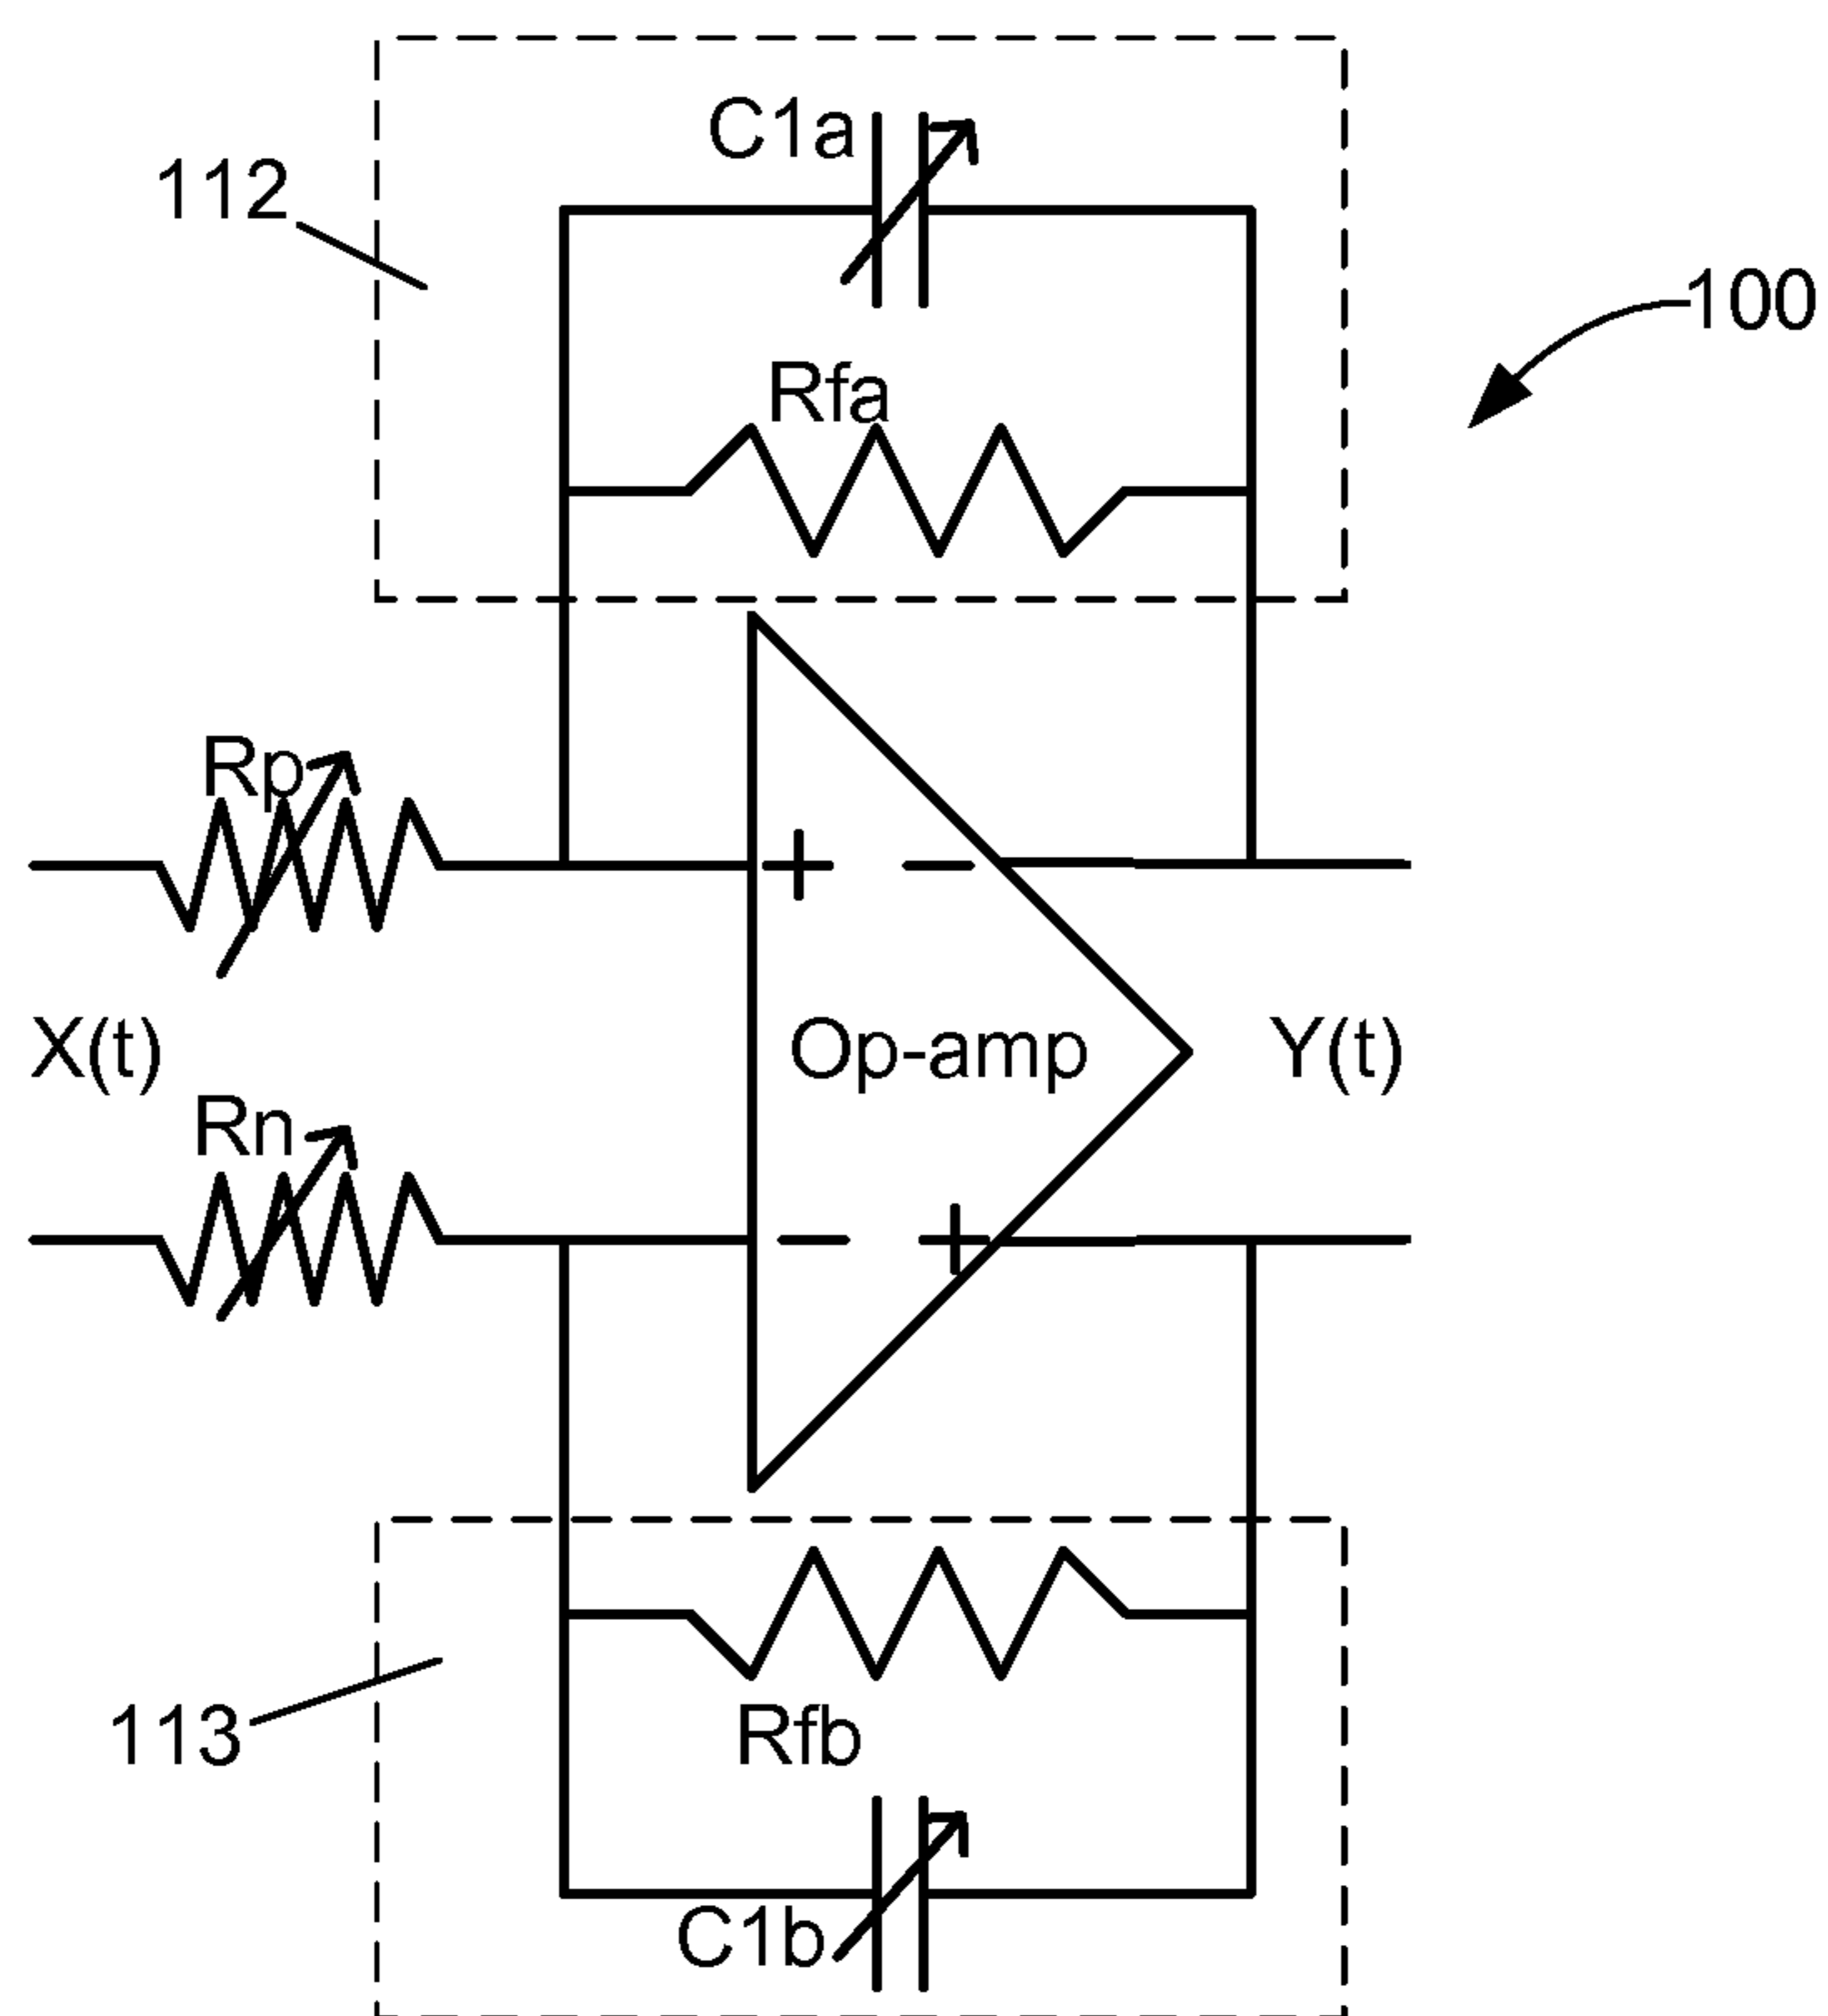 C1a
112
100
Rfa
Rp
+ −
X(t)
Op-amp
Y(t)
Rn
− +
113
Rfb
C1b